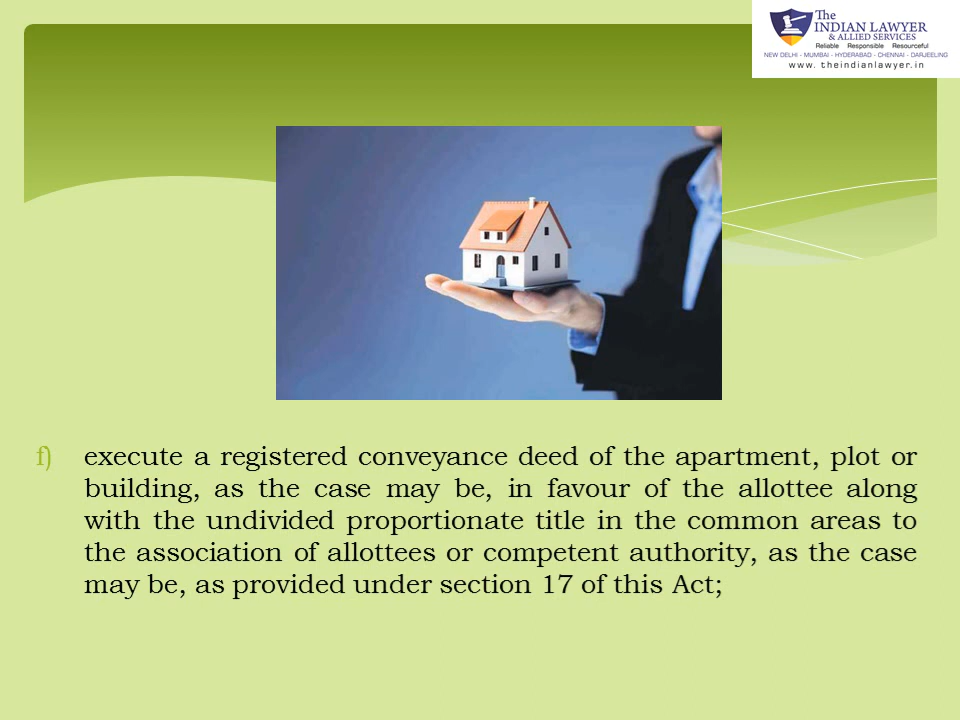 The
INDIAN LAWYER
& ALLIED SERVICES
Reliable Responsible Resourceful
NEW DELHI - MUMBAI - HYDERABAD - CHENNAI - DARJEELING
www. theindianlawyer.in
f) execute a registered conveyance deed of the apartment, plot or
building, as the case may be, in favour of the allottee along
with the undivided proportionate title in the common areas to
the association of allottees or competent authority, as the case
may be, as provided under section 17 of this Act;